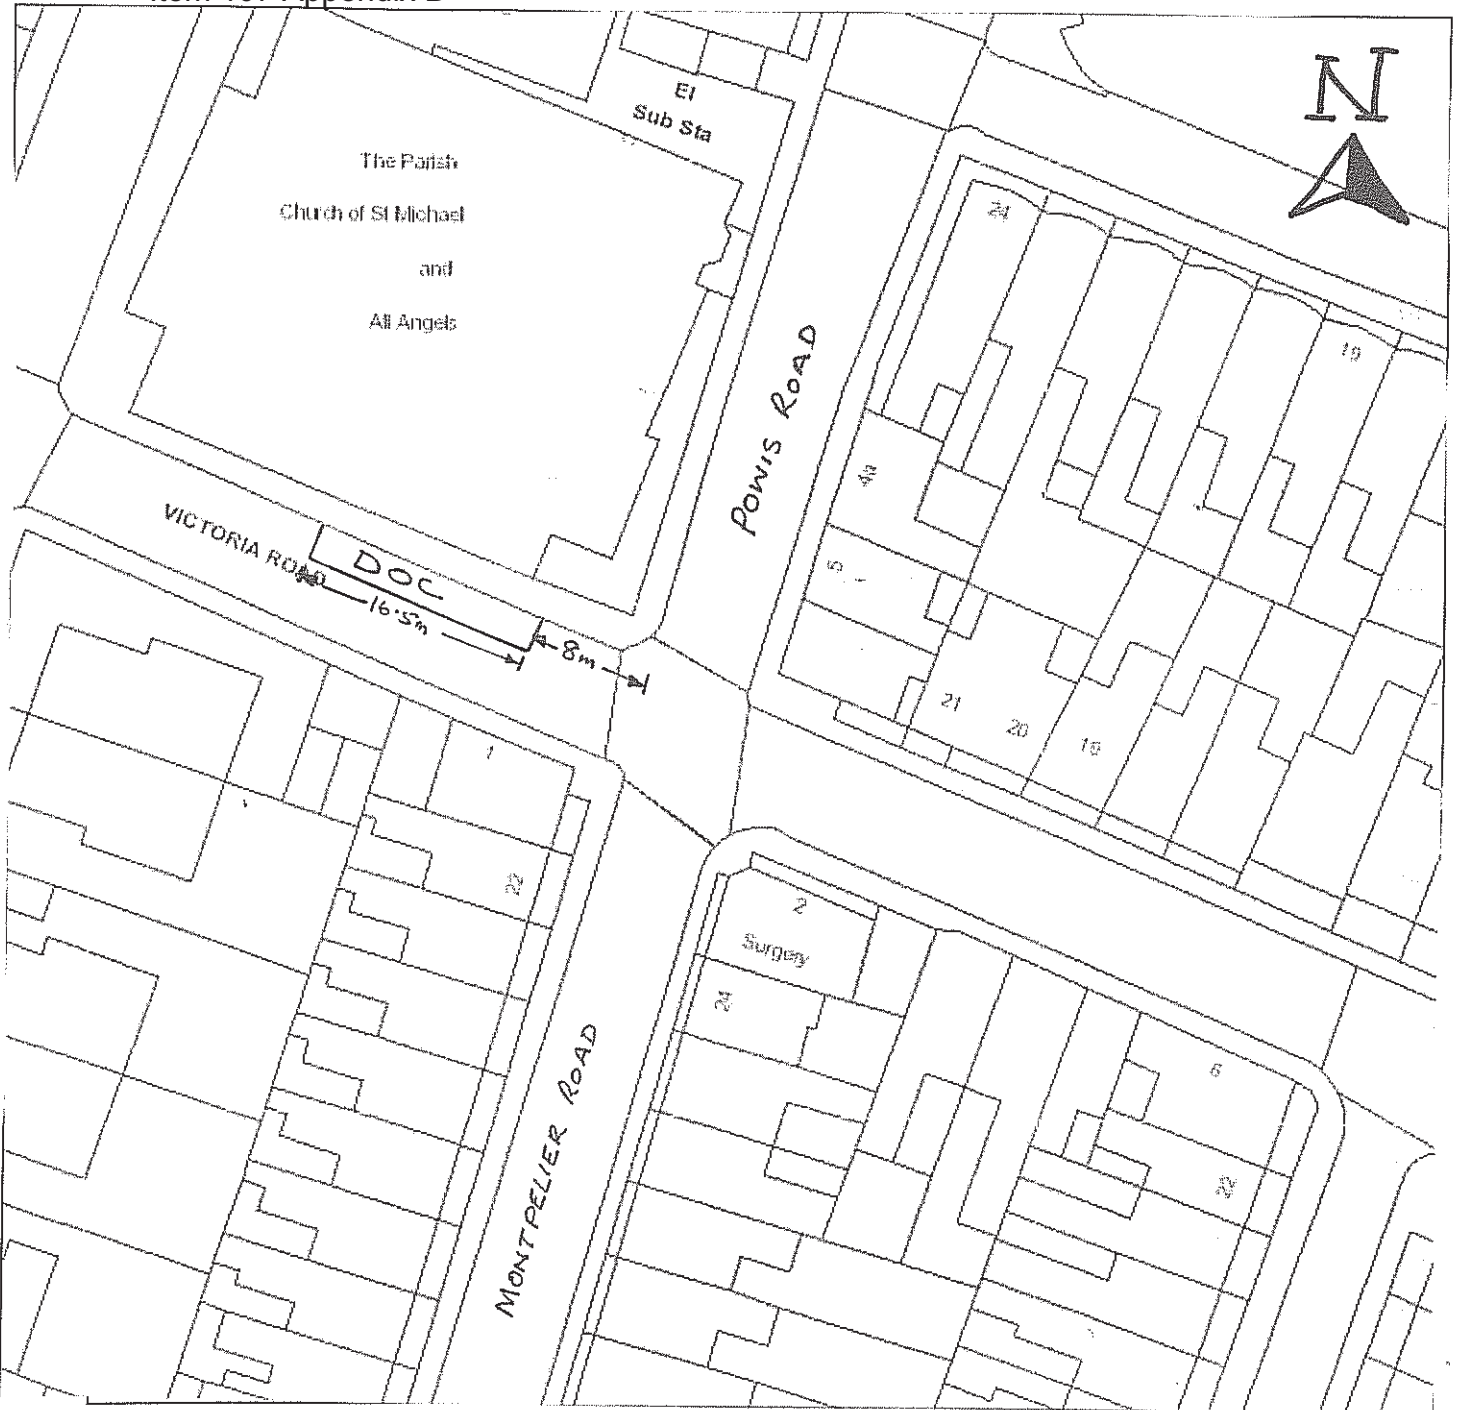 N
El
Sub Sta
The Parish
Church of St Michael
and
All Angels
24
19
POWIS ROAD
4a
5
VICTORIA ROAD
DOC
16.5m
8m
21
20
19
1
22
2
Surgery
24
6
22
MONTPELIER ROAD